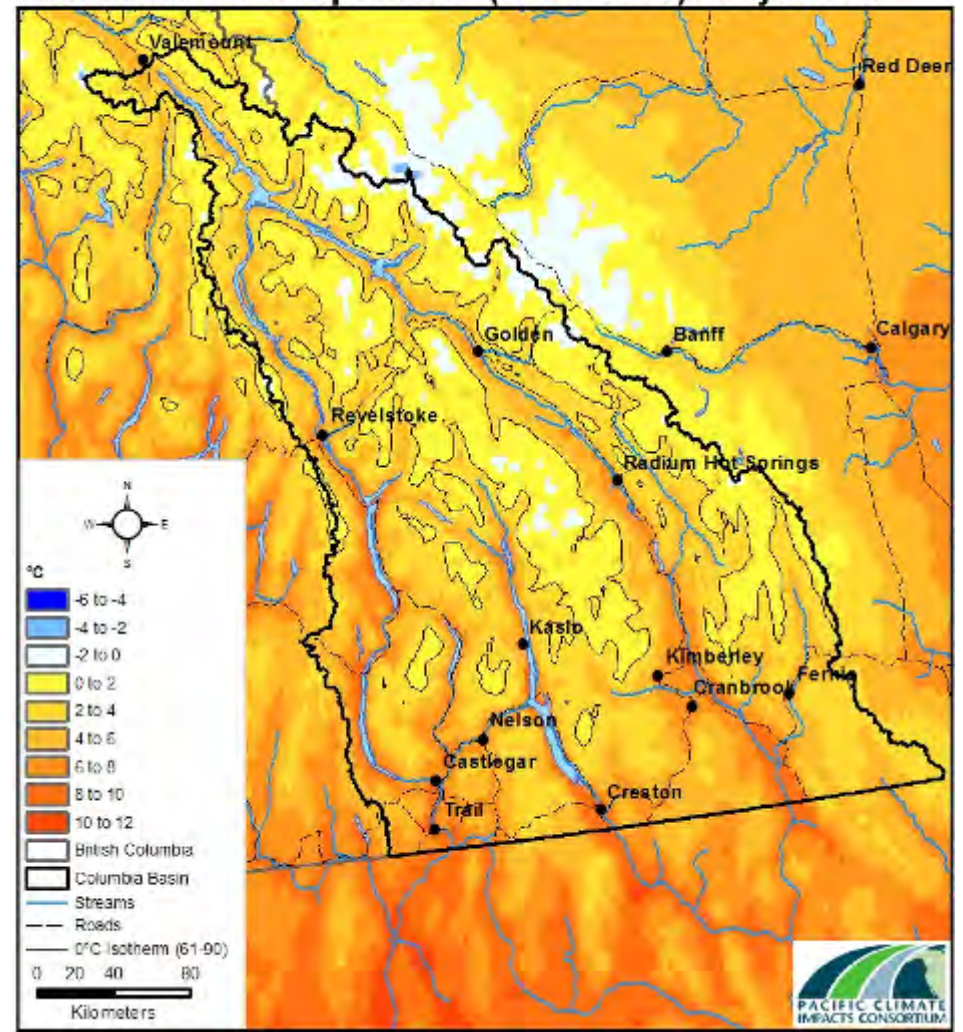 Valemount
Red Deer
Golden
Banff
Calgary
Revelstoke
Radium Hot Springs
N
W E
S
°C
-6 to -4
-4 to -2
-2 to 0
0 to 2
2 to 4
4 to 6
6 to 8
8 to 10
10 to 12
British Columbia
Columbia Basin
Streams
Roads
0°C Isotherm (61-90)
0 20 40 80
Kilometers
Kaslo
Kimberley
Cranbrook
Fernie
Nelson
Castlegar
Trail
Creston
PACIFIC CLIMATE
IMPACTS CONSORTIUM